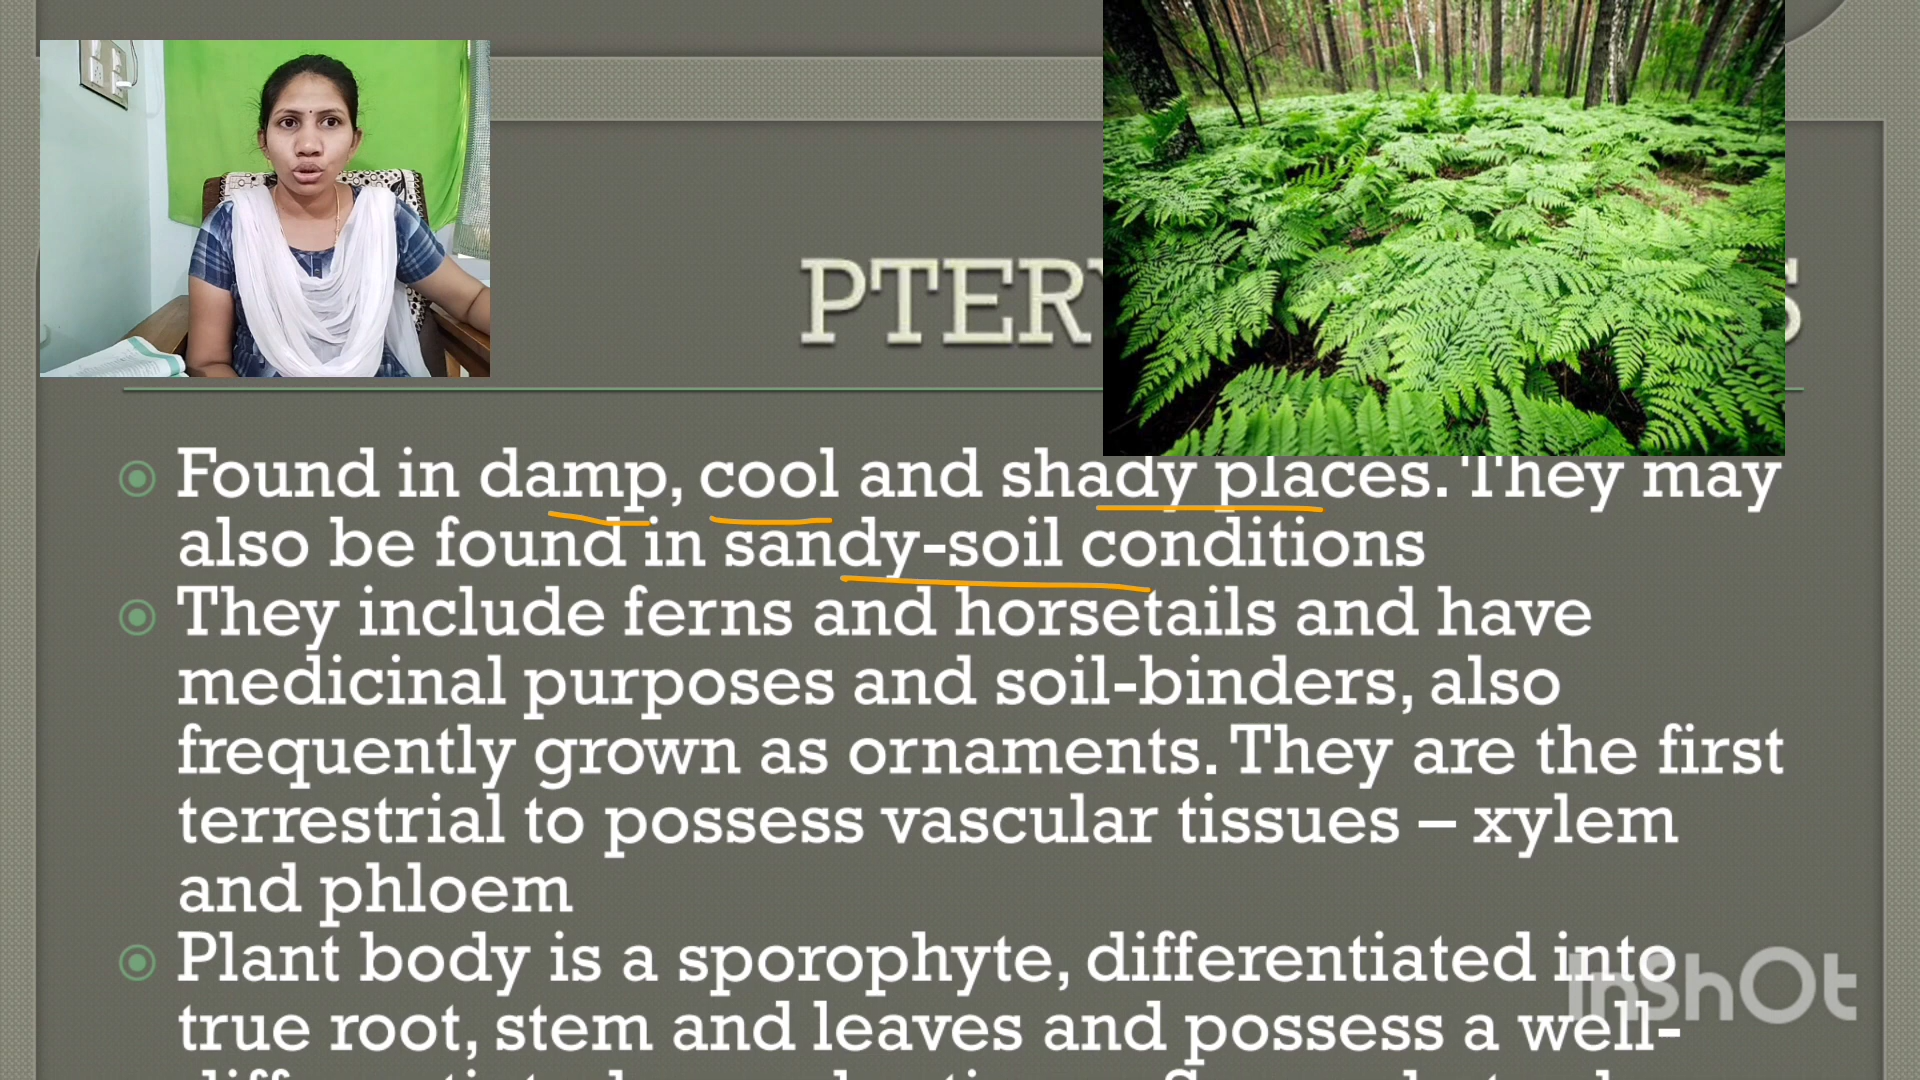 PTERY
Found in damp, cool and shady places. They may
also be found in sandy-soil conditions
They include ferns and horsetails and have
medicinal purposes and soil-binders, also
frequently grown as ornaments. They are the first
terrestrial to possess vascular tissues – xylem
and phloem
Plant body is a sporophyte, differentiated into
true root, stem and leaves and possess a well-
InShOt